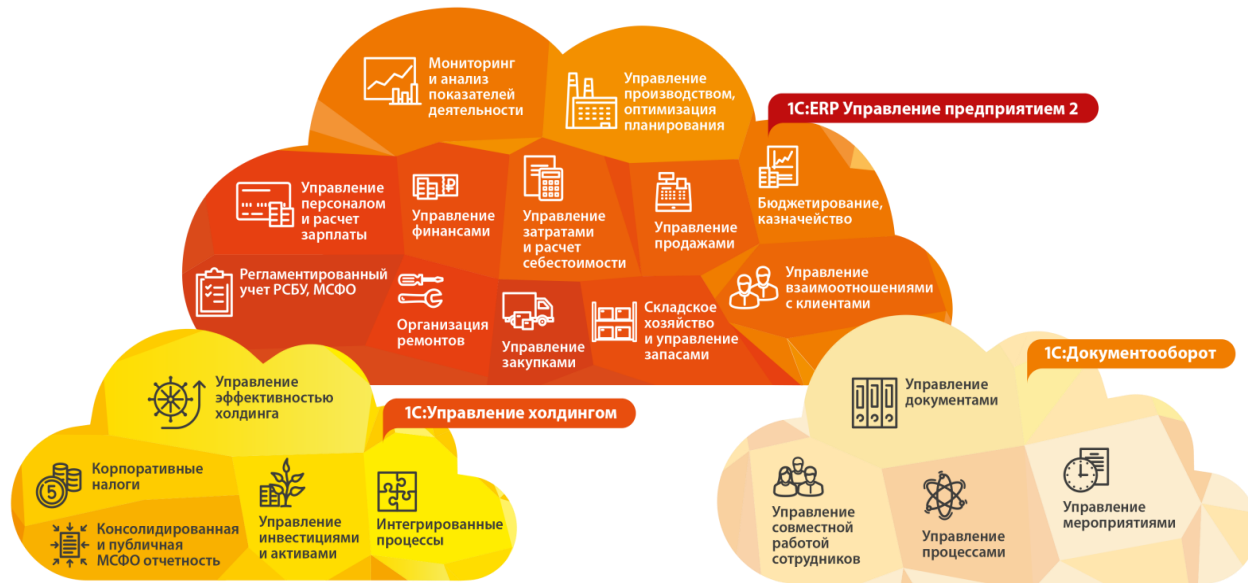 Мониторинг
и анализ
показателей
деятельности
Управление
производством,
оптимизация
планирования
1С:ERP Управление предприятием 2
Управление
персоналом
и расчет
зарплаты
Управление
финансами
Управление
затратами
и расчет
себестоимости
Управление
продажами
Бюджетирование,
казначейство
Регламентированный
учет РСБУ, МСФО
Организация
ремонтов
Управление
закупками
Складское
хозяйство
и управление
запасами
Управление
взаимоотношениями
с клиентами
1С:Управление холдингом
Управление
эффективностью
холдинга
Корпоративные
налоги
5
Консолидированная
и публичная
МСФО отчетность
Управление
инвестициями
и активами
Интегрированные
процессы
1С:Документооборот
Управление
документами
Управление
совместной
работой
сотрудников
Управление
процессами
Управление
мероприятиями